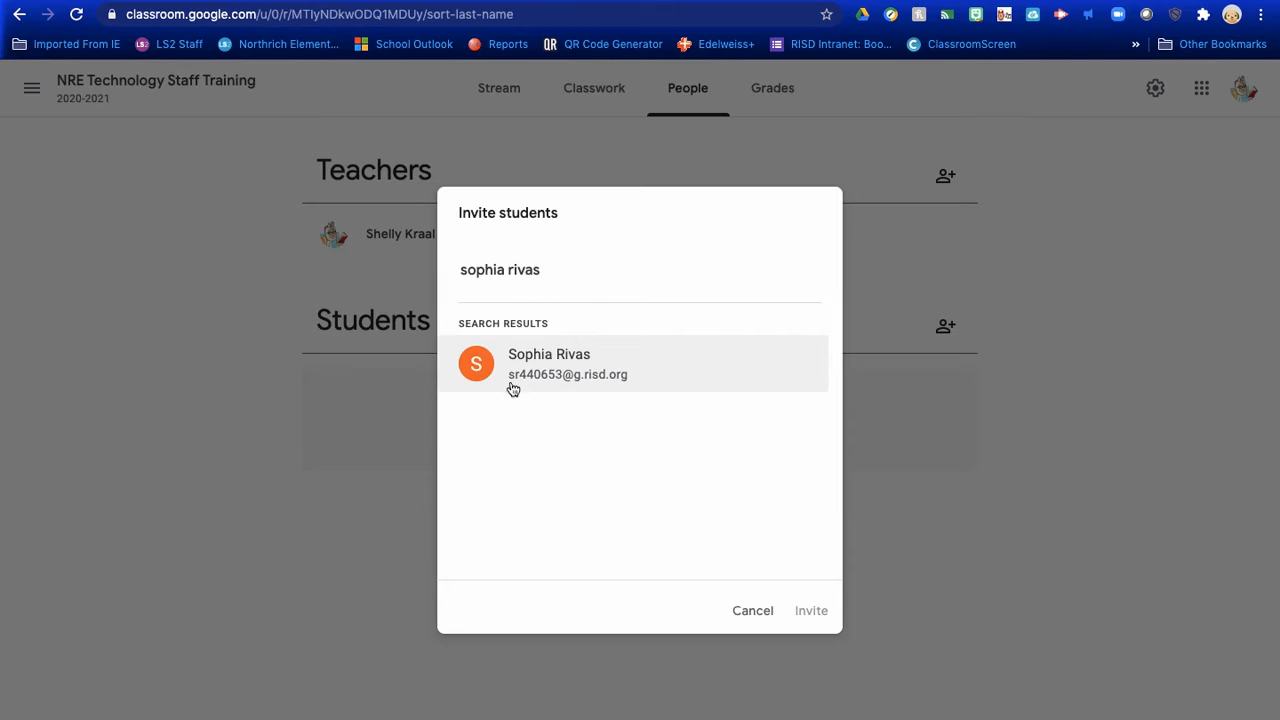 classroom.google.com/u/0/r/MTIyNDkwODQ1MDUy/sort-last-name
Imported From IE LS2 Staff Northrich Element... School Outlook Reports QR Code Generator Edelweiss+ RISD Intranet: Boo... ClassroomScreen » Other Bookmarks
NRE Technology Staff Training
2020-2021
Stream Classwork People Grades
Teachers
Shelly Kraal
Students
Invite students
sophia rivas
SEARCH RESULTS
S
Sophia Rivas
sr440653@g.risd.org
Cancel Invite